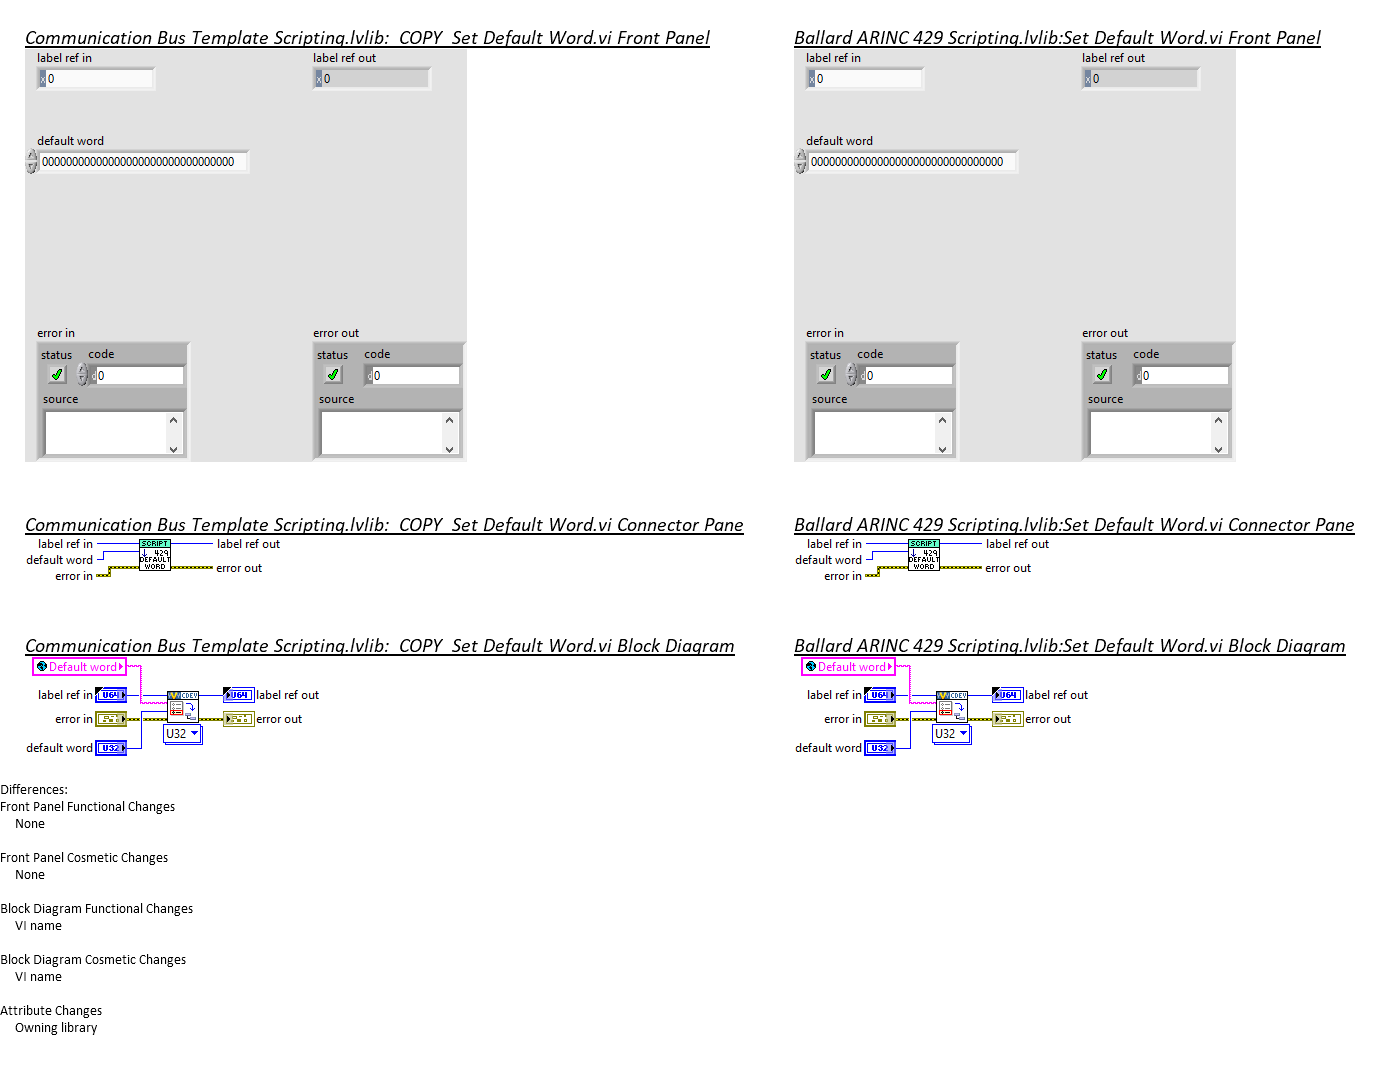 Communication Bus Template Scripting.lvlib:_COPY_Set Default Word.vi Front Panel
label ref in
label ref out
x 0
x 0
default word
00000000000000000000000000000000
error in
error out
status
code
status
code
d 0
d 0
source
source
Ballard ARINC 429 Scripting.lvlib:Set Default Word.vi Front Panel
label ref in
label ref out
x 0
x 0
default word
00000000000000000000000000000000
error in
error out
status
code
status
code
d 0
d 0
source
source
Communication Bus Template Scripting.lvlib:_COPY_Set Default Word.vi Connector Pane
label ref in
label ref out
default word
error in
error out
SCRIPT
429
DEFAULT
WORD
Ballard ARINC 429 Scripting.lvlib:Set Default Word.vi Connector Pane
label ref in
label ref out
default word
error in
error out
SCRIPT
429
DEFAULT
WORD
Communication Bus Template Scripting.lvlib:_COPY_Set Default Word.vi Block Diagram
Default word
label ref in
U64
CDEV
U64
label ref out
error in
error out
U32
default word
U32
Ballard ARINC 429 Scripting.lvlib:Set Default Word.vi Block Diagram
Default word
label ref in
U64
CDEV
U64
label ref out
error in
error out
U32
default word
U32
Differences:
Front Panel Functional Changes
None
Front Panel Cosmetic Changes
None
Block Diagram Functional Changes
VI name
Block Diagram Cosmetic Changes
VI name
Attribute Changes
Owning library